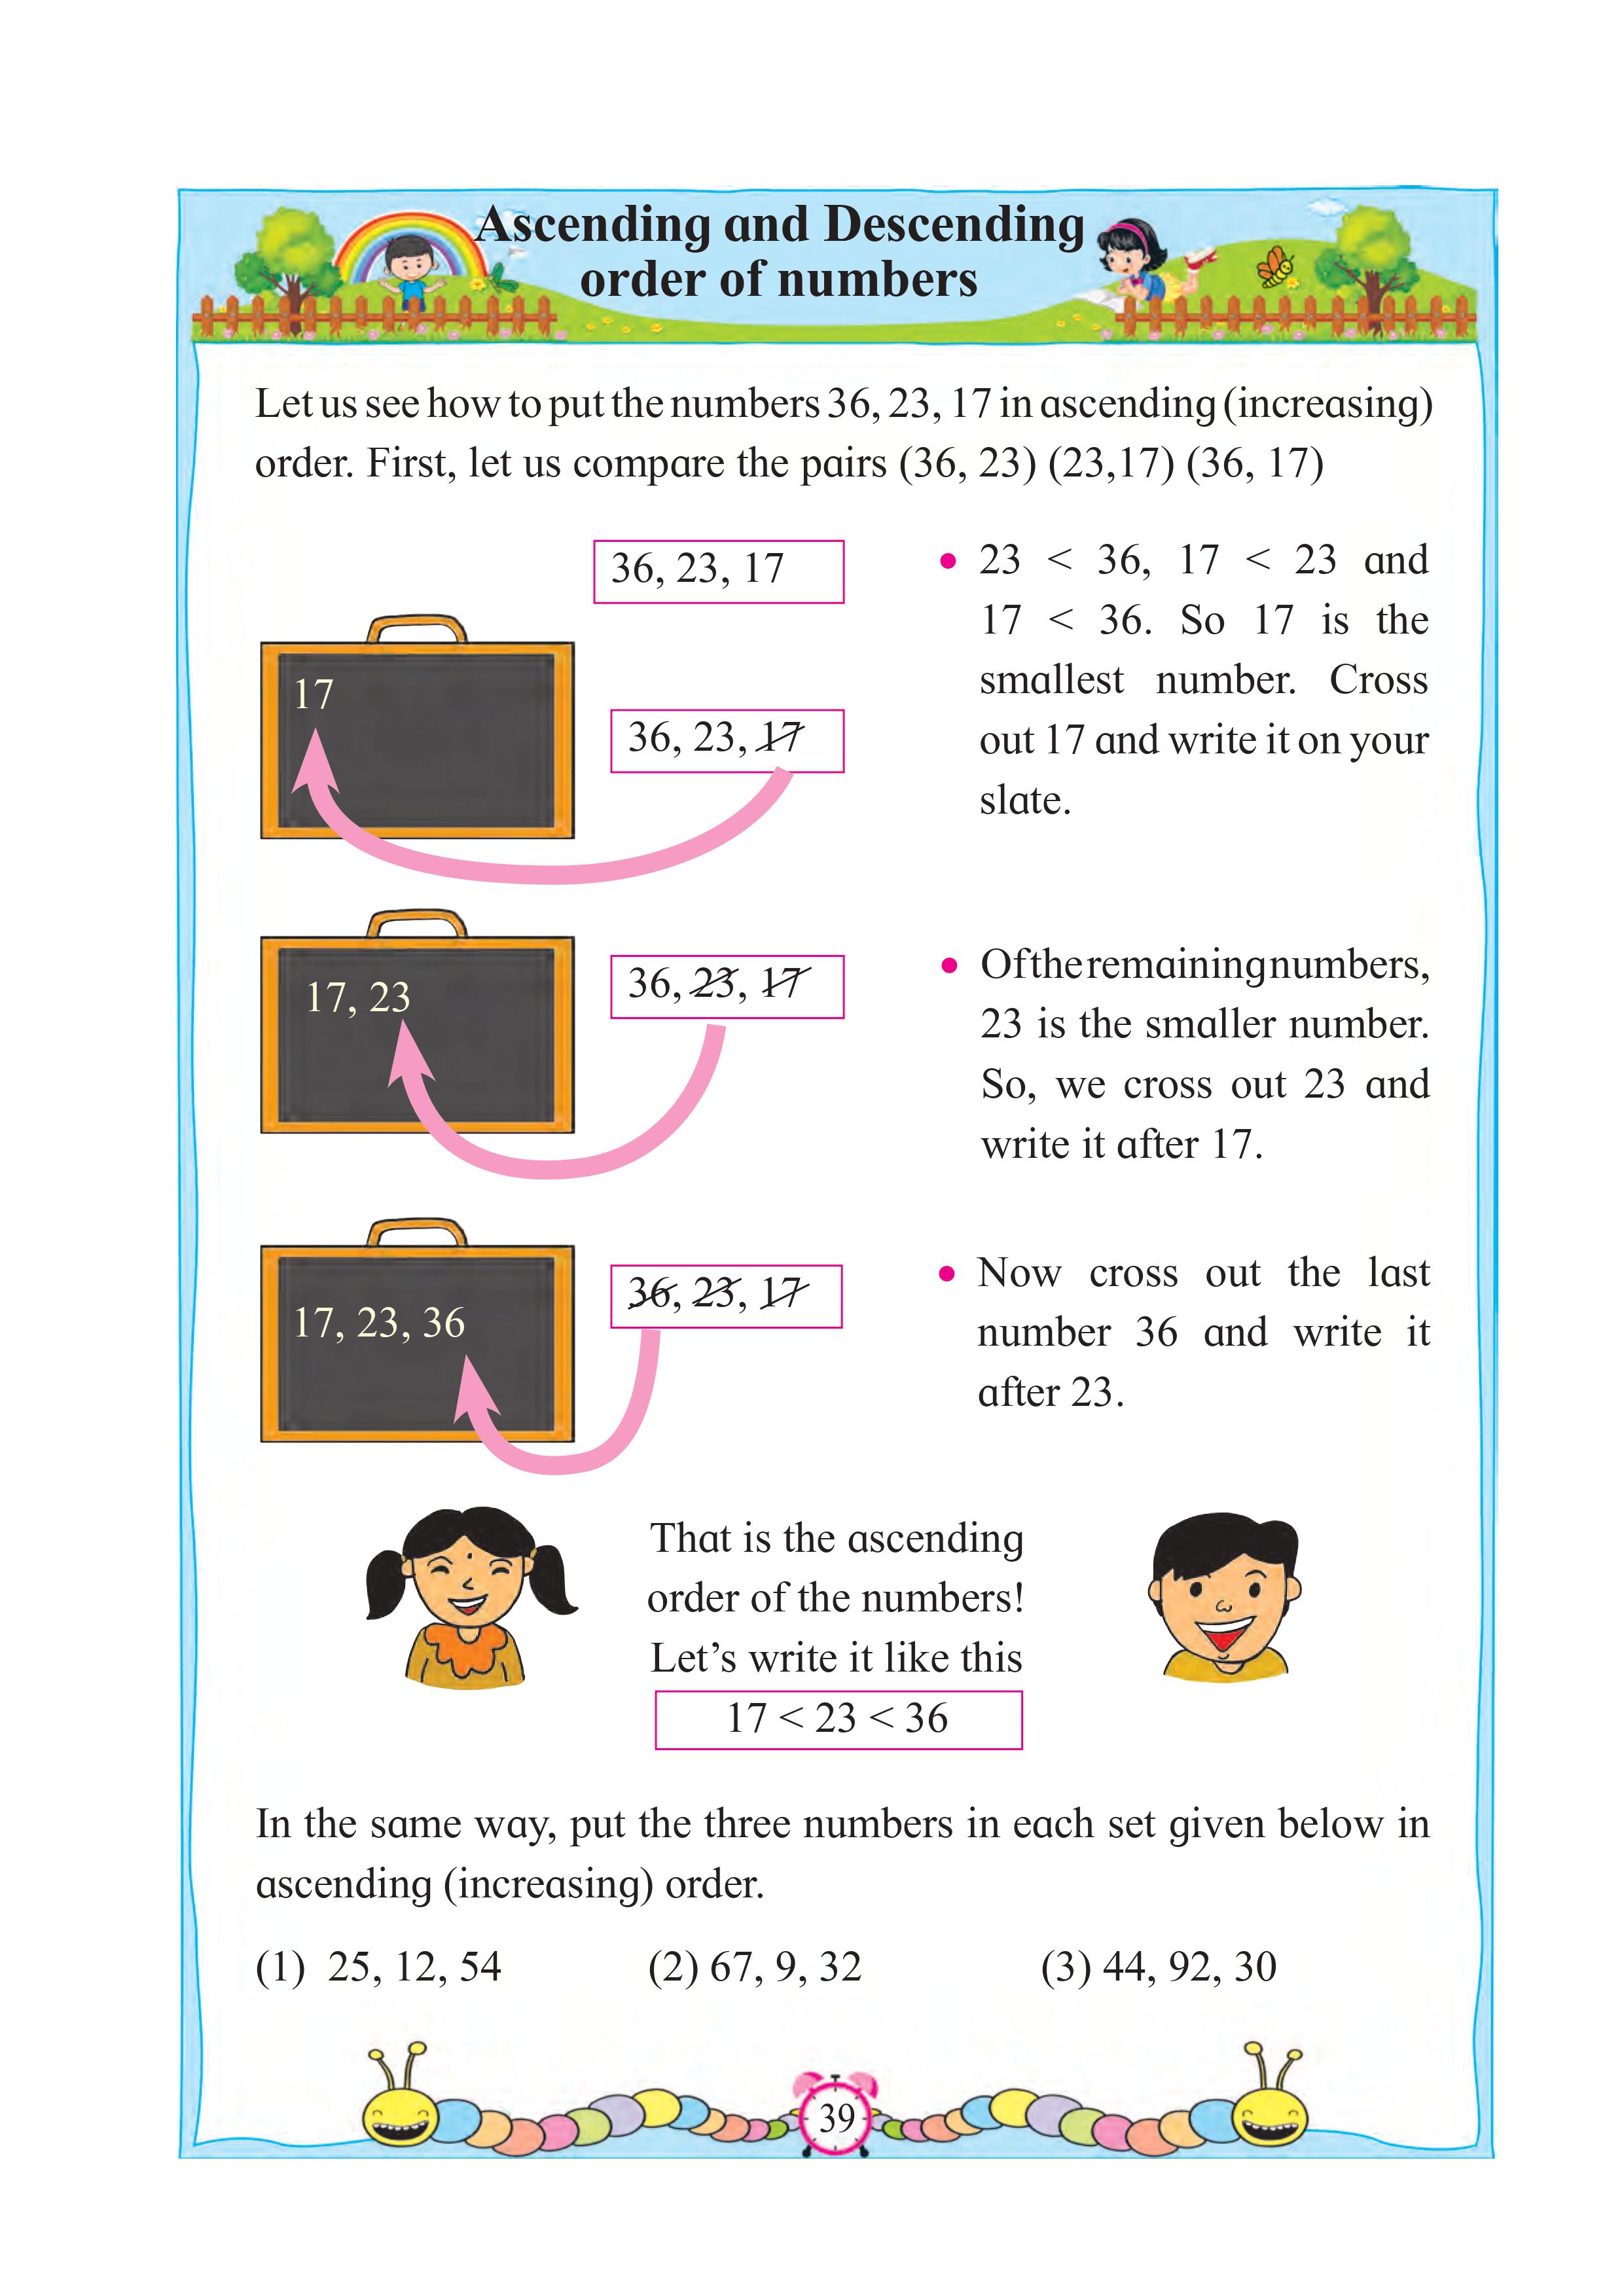 Ascending and Descending
order of numbers
Let us see how to put the numbers 36, 23, 17 in ascending (increasing)
order. First, let us compare the pairs (36, 23) (23,17) (36, 17)
36, 23, 17
17
36, 23, 17
• 23 < 36, 17 < 23 and
17 < 36. So 17 is the
smallest number. Cross
out 17 and write it on your
slate.
17, 23
36, 23, 17
• Of the remaining numbers,
23 is the smaller number.
So, we cross out 23 and
write it after 17.
17, 23, 36
36, 23, 17
• Now cross out the last
number 36 and write it
after 23.
That is the ascending
order of the numbers!
Let’s write it like this
17 < 23 < 36
In the same way, put the three numbers in each set given below in
ascending (increasing) order.
(1) 25, 12, 54 (2) 67, 9, 32 (3) 44, 92, 30
39